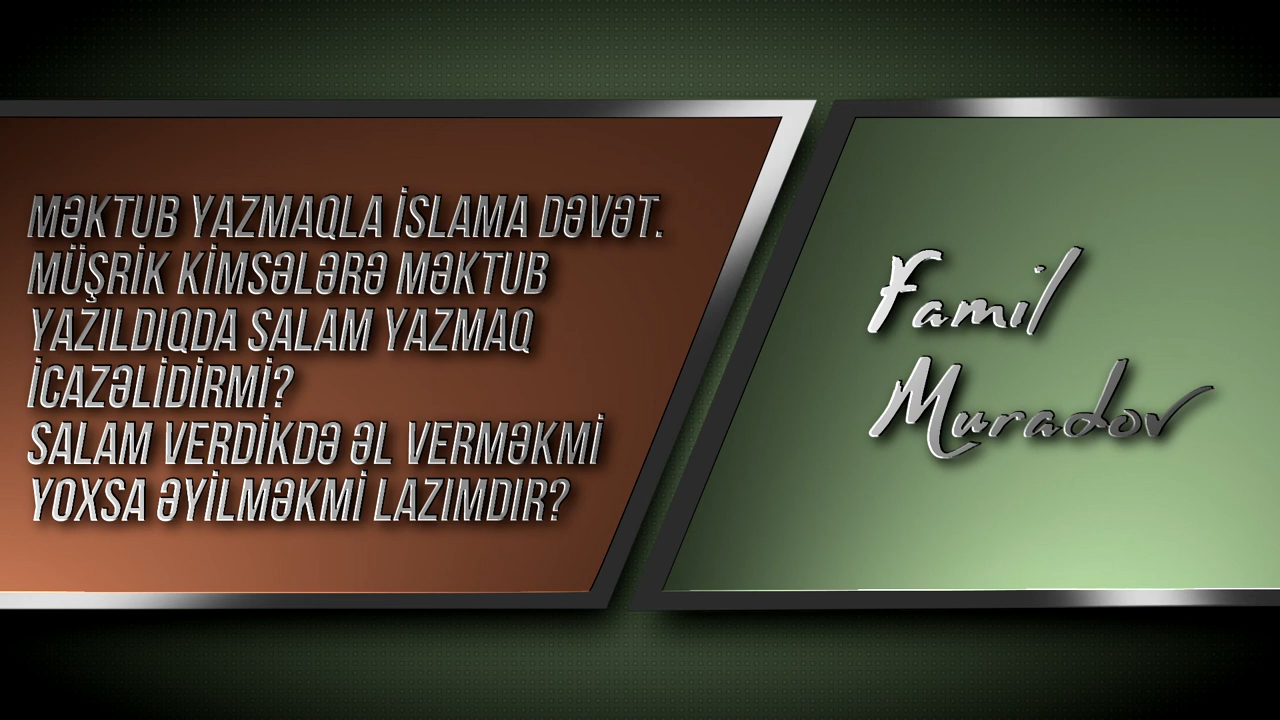 MƏKTUB YAZMAQLA İSLAMA DƏVƏT.
MÜŞRİK KİMSƏLƏRƏ MƏKTUB
YAZILDIQDA SALAM YAZMAQ
İCAZƏLİDİRMİ?
SALAM VERDİKDƏ ƏL VERMƏKMİ
YOXSA ƏYİLMƏKMİ LAZIMDIR?
Famil
Muradov